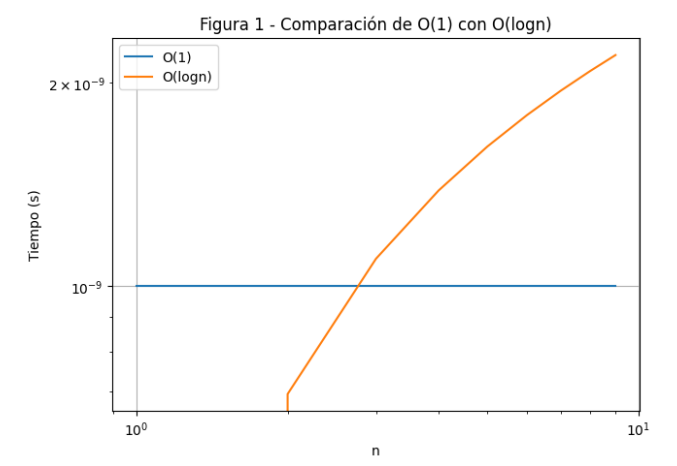 Figura 1 - Comparación de O(1) con O(logn)
O(1)
O(logn)
2 × 10⁻⁹
10⁻⁹
Tiempo (s)
10⁰
10¹
n